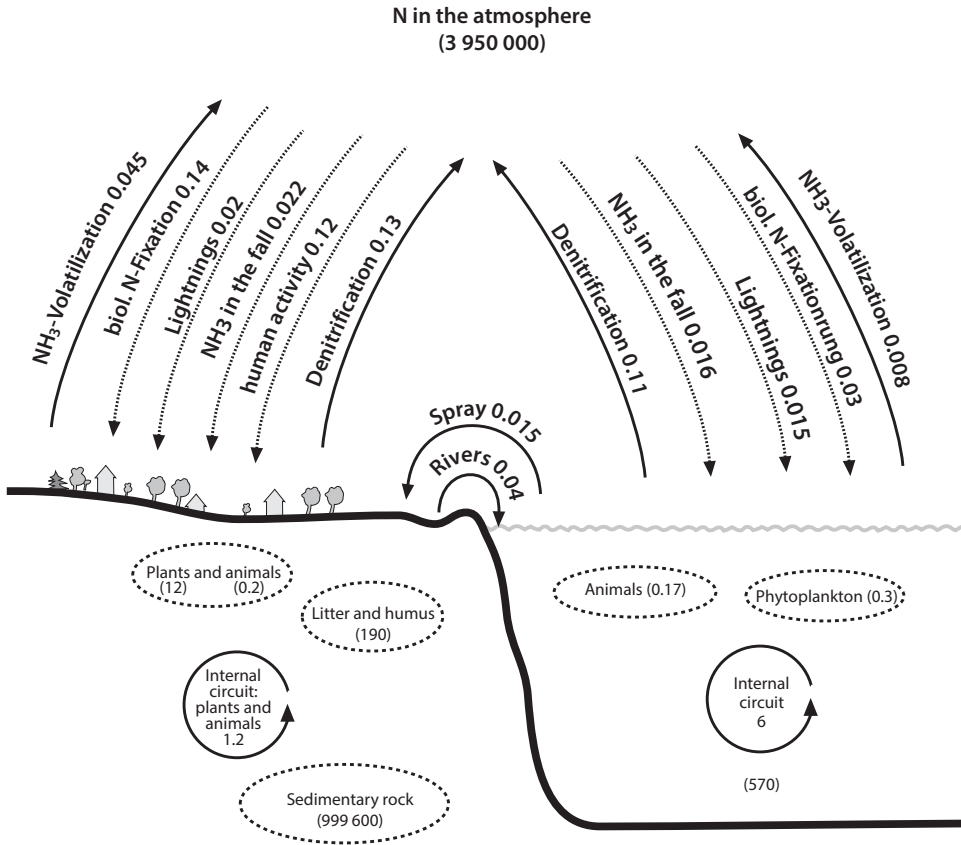 N in the atmosphere
(3 950 000)
NH3-Volatilization 0.045
biol. N-Fixation 0.14
Lightnings 0.02
NH3 in the fall 0.022
human activity 0.12
Denitrification 0.13
Denitrification 0.11
NH3 in the fall 0.016
Lightnings 0.015
biol. N-Fixationrung 0.03
NH3-Volatilization 0.008
Spray 0.015
Rivers 0.04
Plants and animals
(12) (0.2)
Litter and humus
(190)
Animals (0.17)
Phytoplankton (0.3)
Internal
circuit:
plants and
animals
1.2
Internal
circuit
6
Sedimentary rock
(999 600)
(570)